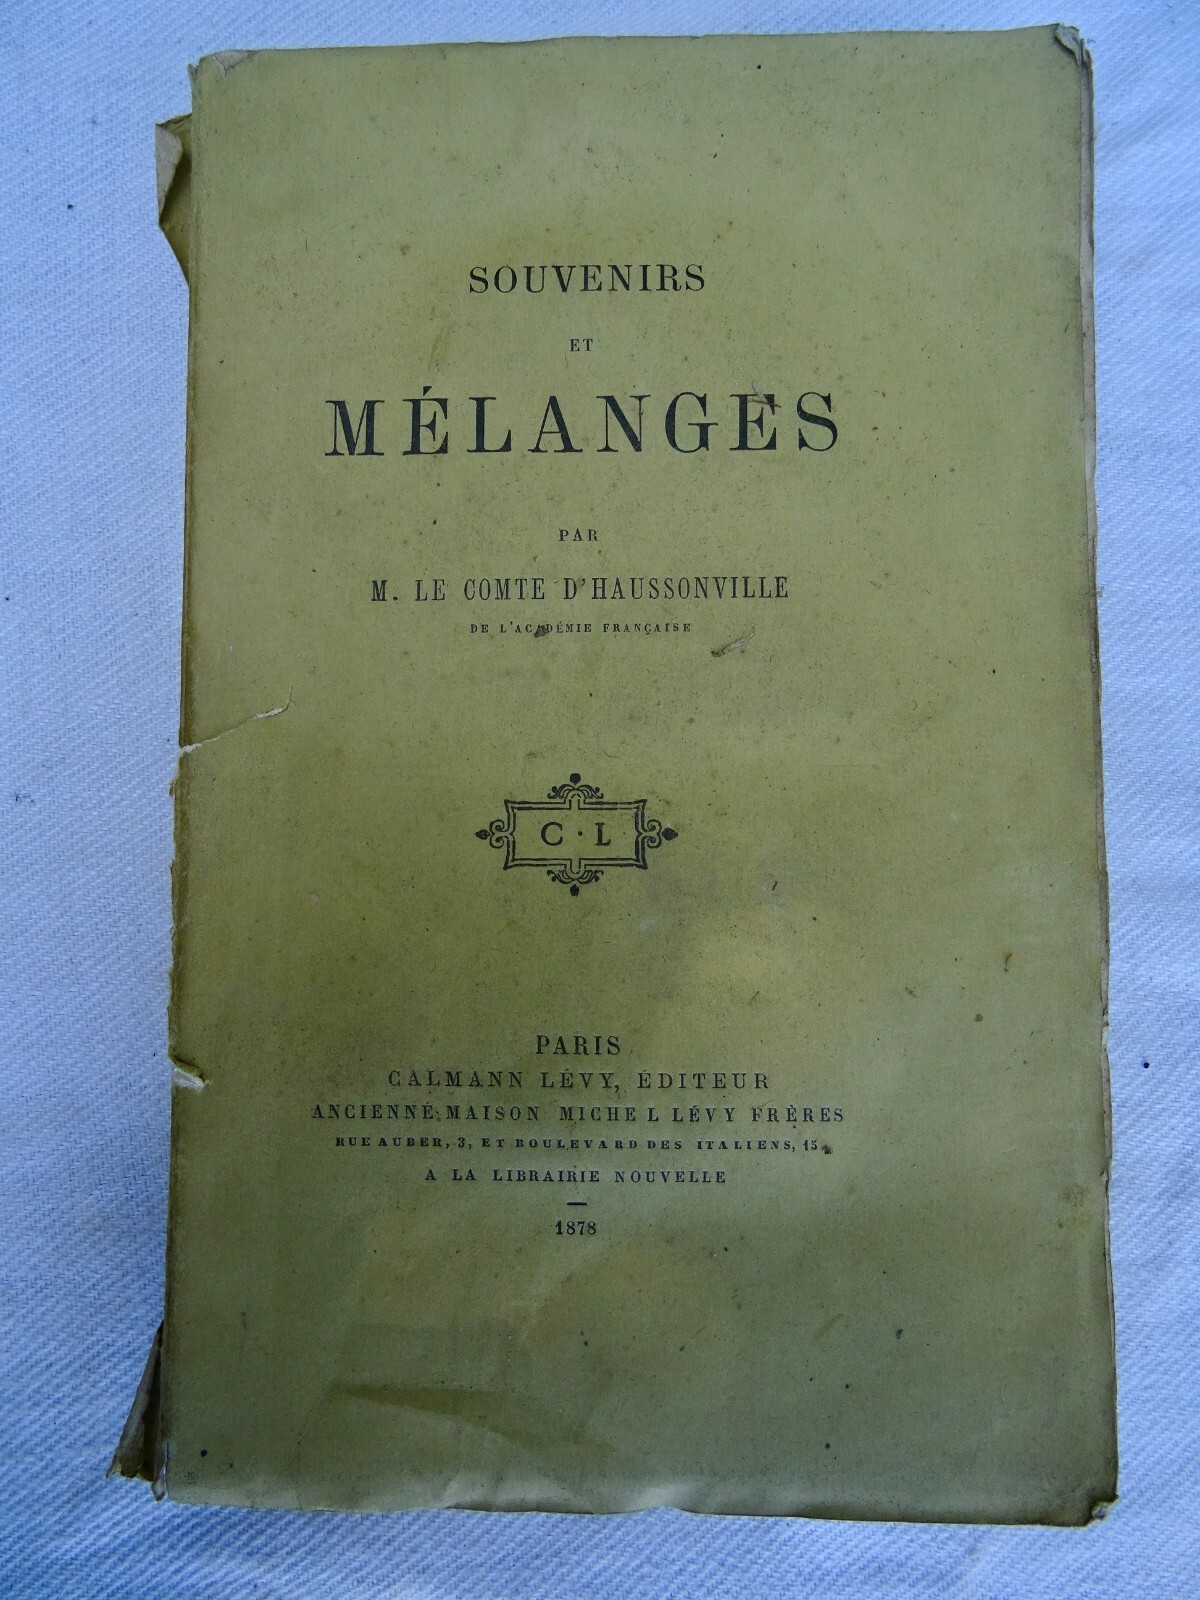 SOUVENIRS
ET
MÉLANGES
PAR
M. LE COMTE D'HAUSSONVILLE
DE L'ACADÉMIE FRANÇAISE
C·L
PARIS
CALMANN LÉVY, ÉDITEUR
ANCIENNE MAISON MICHEL LÉVY FRÈRES
RUE AUBER, 3, ET BOULEVARD DES ITALIENS, 15
A LA LIBRAIRIE NOUVELLE
—
1878